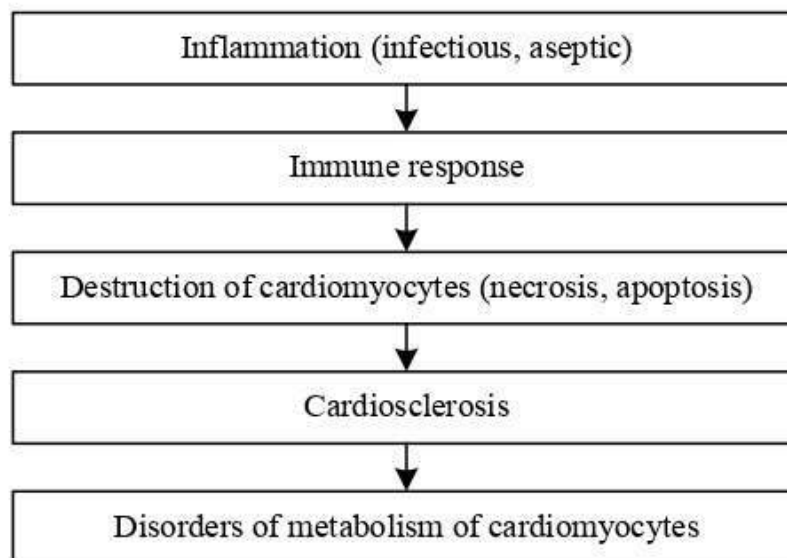 Inflammation (infectious, aseptic)
Immune response
Destruction of cardiomyocytes (necrosis, apoptosis)
Cardiosclerosis
Disorders of metabolism of cardiomyocytes